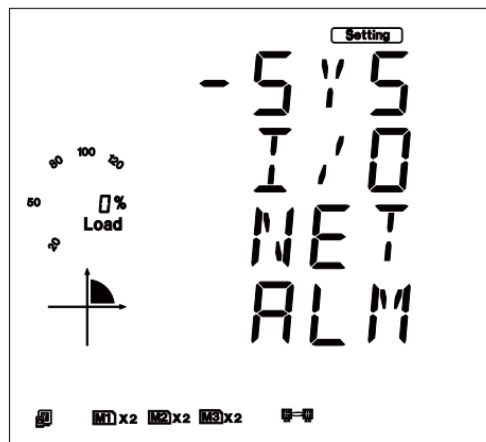 Setting
- SYS
I/O
80 100 120
50 0%
Load
20
NET
ALM
M1 X2 M2 X2 M3 X2